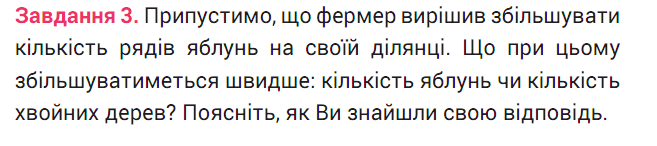 Завдання 3. Припустимо, що фермер вирішив збільшувати
кількість рядів яблунь на своїй ділянці. Що при цьому
збільшуватиметься швидше: кількість яблунь чи кількість
хвойних дерев? Поясніть, як Ви знайшли свою відповідь.